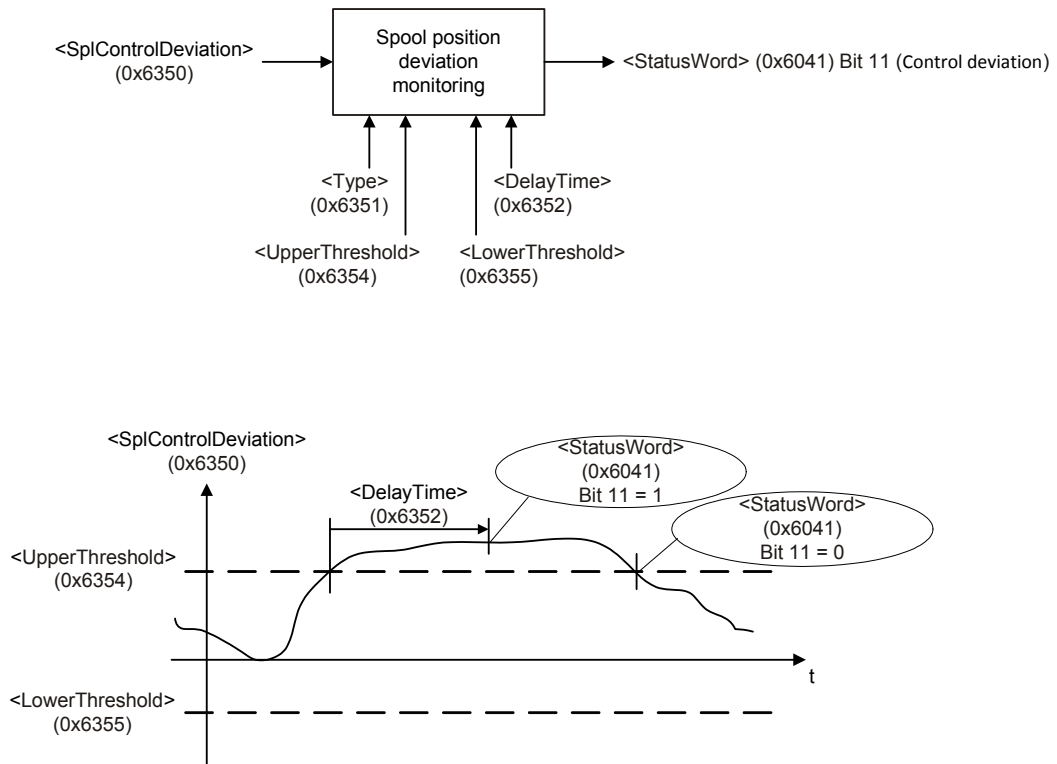 <SplControlDeviation>
(0x6350)
Spool position
deviation
monitoring
<StatusWord> (0x6041) Bit 11 (Control deviation)
<Type>
(0x6351)
<DelayTime>
(0x6352)
<UpperThreshold>
(0x6354)
<LowerThreshold>
(0x6355)
<SplControlDeviation>
(0x6350)
<StatusWord>
(0x6041)
Bit 11 = 1
<DelayTime>
(0x6352)
<StatusWord>
(0x6041)
Bit 11 = 0
<UpperThreshold>
(0x6354)
t
<LowerThreshold>
(0x6355)